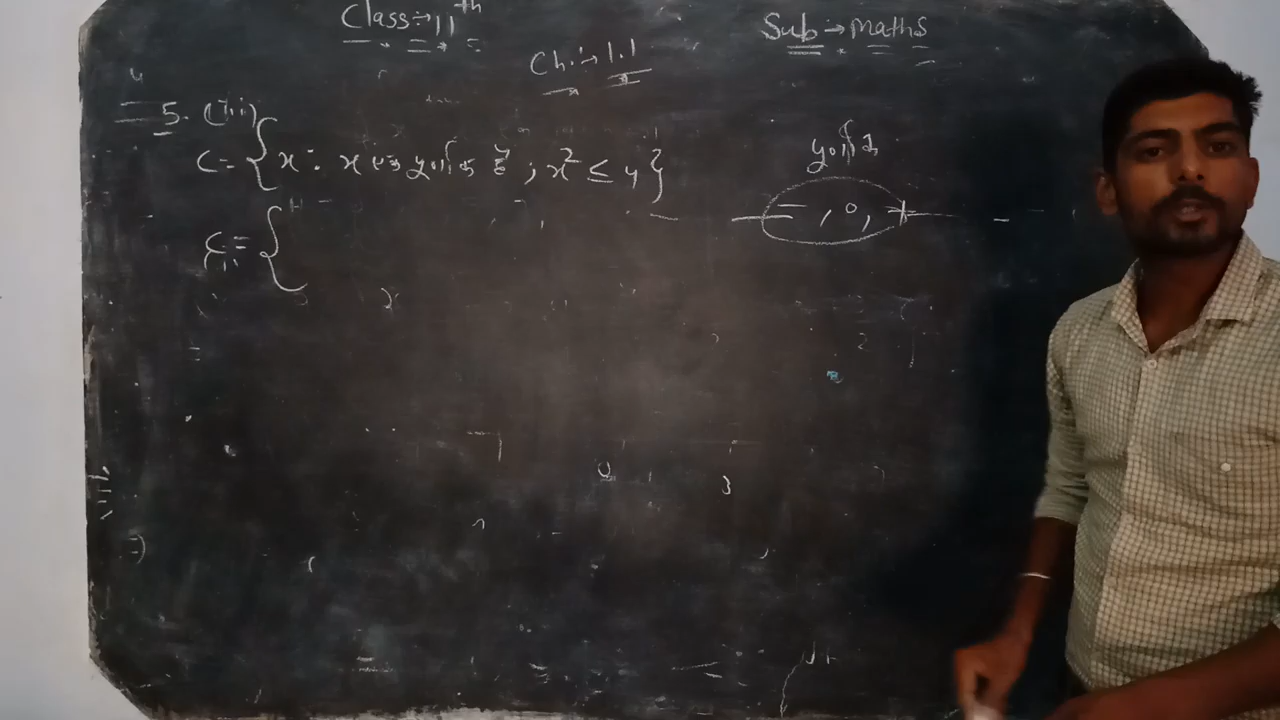 Class÷11th
Sub→Maths
Ch.→1.1
5. (iii)
C = { x : x एक पूर्णांक है ; x² ≤ 4 }
पूर्णांक
− , 0 , +
C = {